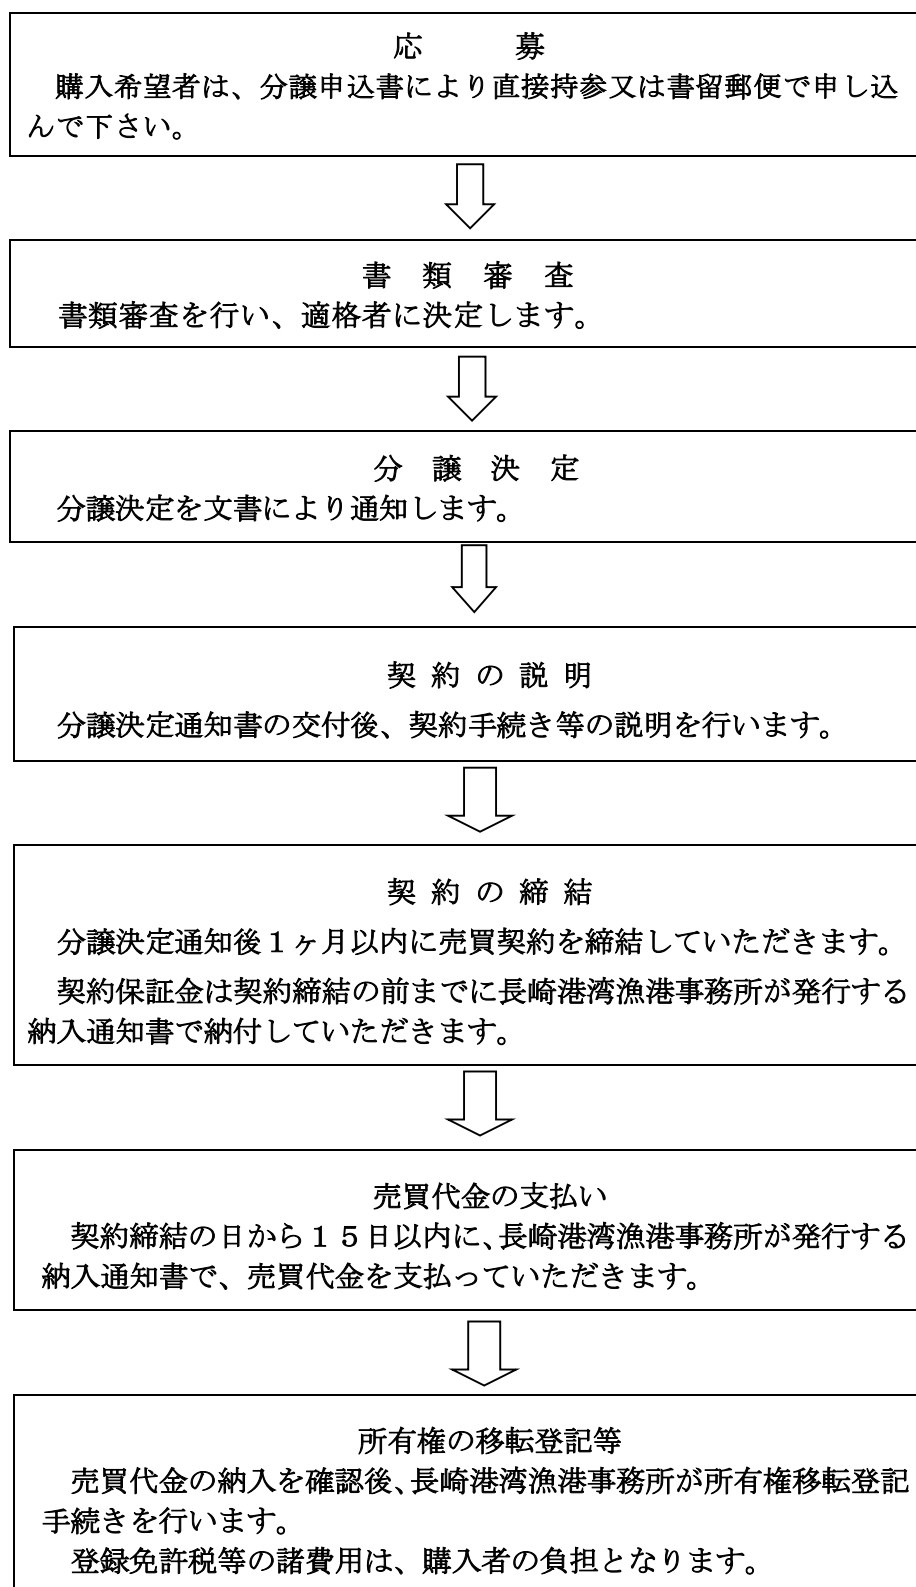 応　　募
購入希望者は、分譲申込書により直接持参又は書留郵便で申し込
んで下さい。
書　類　審　査
書類審査を行い、適格者に決定します。
分　譲　決　定
分譲決定を文書により通知します。
契 約 の 説 明
分譲決定通知書の交付後、契約手続き等の説明を行います。
契 約 の 締 結
分譲決定通知後１ヶ月以内に売買契約を締結していただきます。
契約保証金は契約締結の前までに長崎港湾漁港事務所が発行する
納入通知書で納付していただきます。
売買代金の支払い
契約締結の日から１５日以内に、長崎港湾漁港事務所が発行する
納入通知書で、売買代金を支払っていただきます。
所有権の移転登記等
売買代金の納入を確認後、長崎港湾漁港事務所が所有権移転登記
手続きを行います。
登録免許税等の諸費用は、購入者の負担となります。